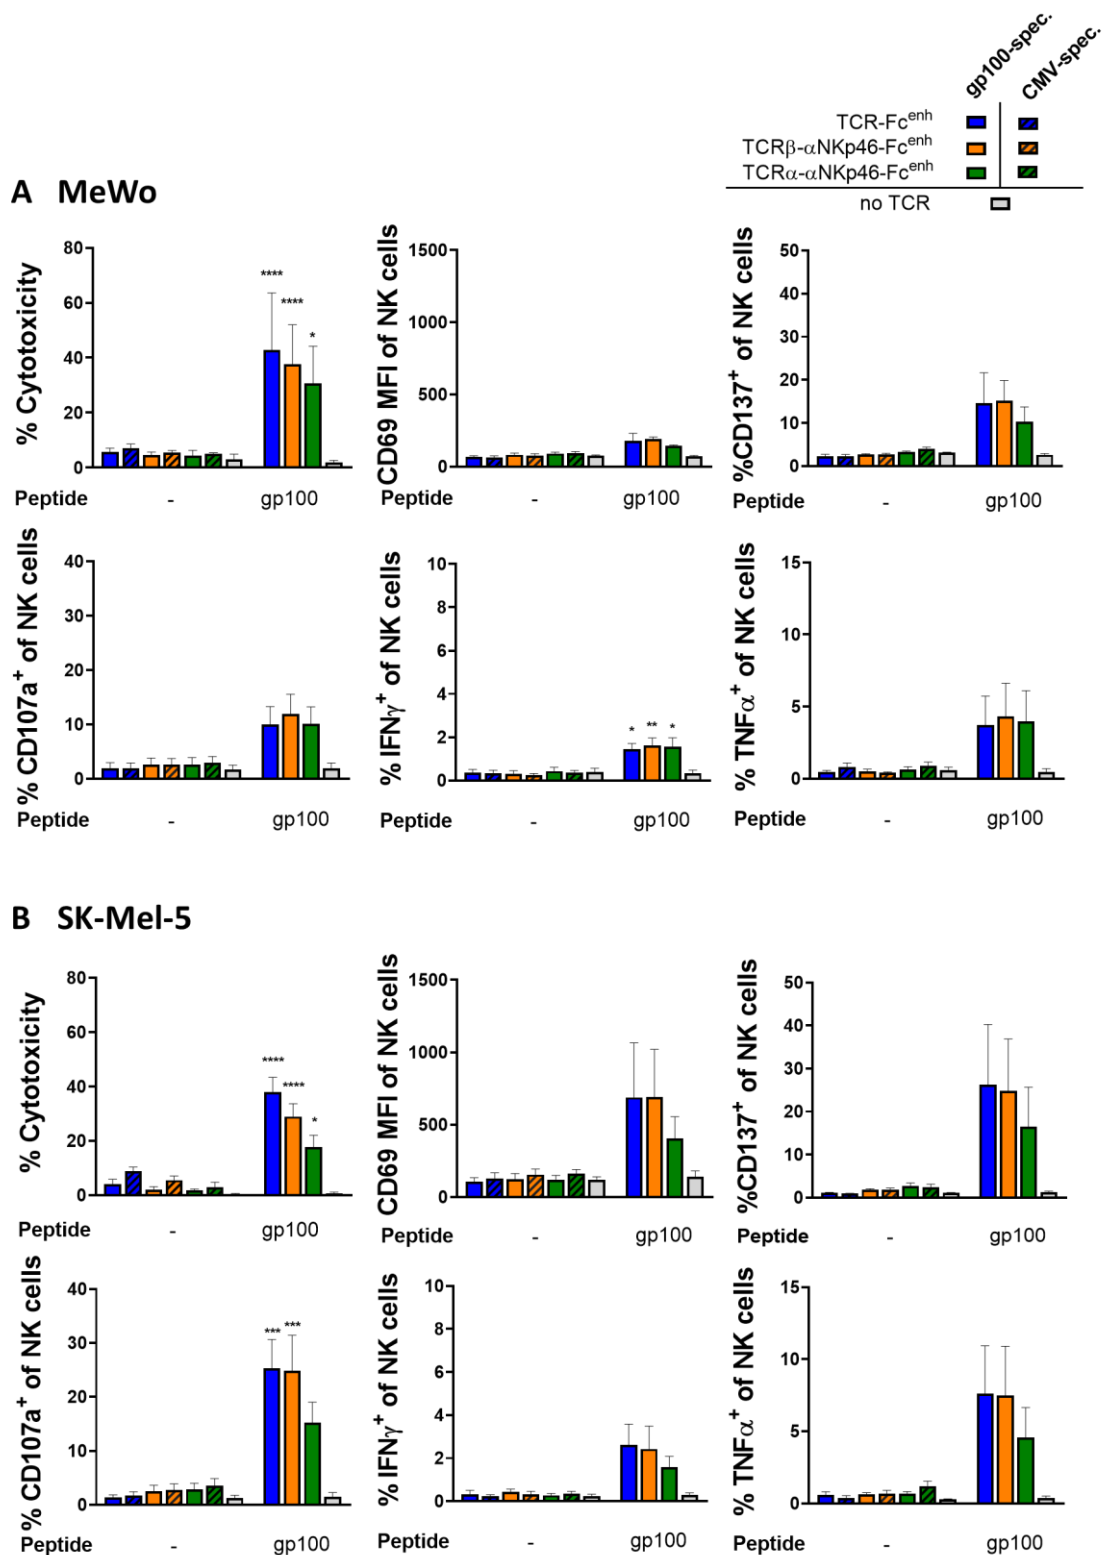 gp100-spec.
CMV-spec.
TCR-Fcᵉⁿʰ
TCRβ-αNKp46-Fcᵉⁿʰ
TCRα-αNKp46-Fcᵉⁿʰ
no TCR
A MeWo
% Cytotoxicity
80
60
40
20
0
****
****
*
Peptide - gp100
CD69 MFI of NK cells
1500
1000
500
0
Peptide - gp100
%CD137⁺ of NK cells
50
40
30
20
10
0
Peptide - gp100
% CD107a⁺ of NK cells
40
30
20
10
0
Peptide - gp100
% IFNγ⁺ of NK cells
10
8
6
4
2
0
*
**
*
Peptide - gp100
% TNFα⁺ of NK cells
15
10
5
0
Peptide - gp100
B SK-Mel-5
% Cytotoxicity
80
60
40
20
0
****
****
*
Peptide - gp100
CD69 MFI of NK cells
1500
1000
500
0
Peptide - gp100
%CD137⁺ of NK cells
50
40
30
20
10
0
Peptide - gp100
% CD107a⁺ of NK cells
40
30
20
10
0
***
***
Peptide - gp100
% IFNγ⁺ of NK cells
10
8
6
4
2
0
Peptide - gp100
% TNFα⁺ of NK cells
15
10
5
0
Peptide - gp100